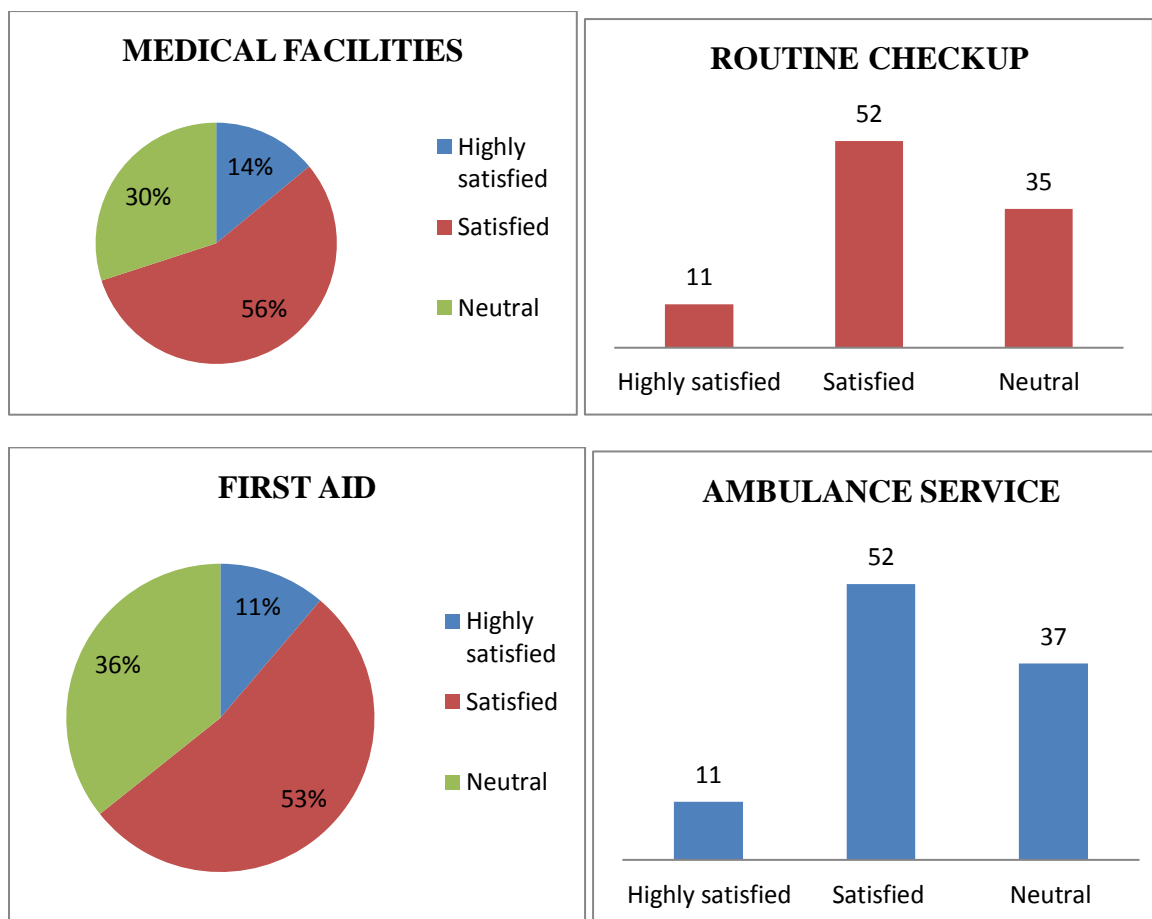 MEDICAL FACILITIES
14%
30%
56%
Highly
satisfied
Satisfied
Neutral
ROUTINE CHECKUP
52
35
11
Highly satisfied Satisfied Neutral
FIRST AID
11%
36%
53%
Highly
satisfied
Satisfied
Neutral
AMBULANCE SERVICE
52
37
11
Highly satisfied Satisfied Neutral